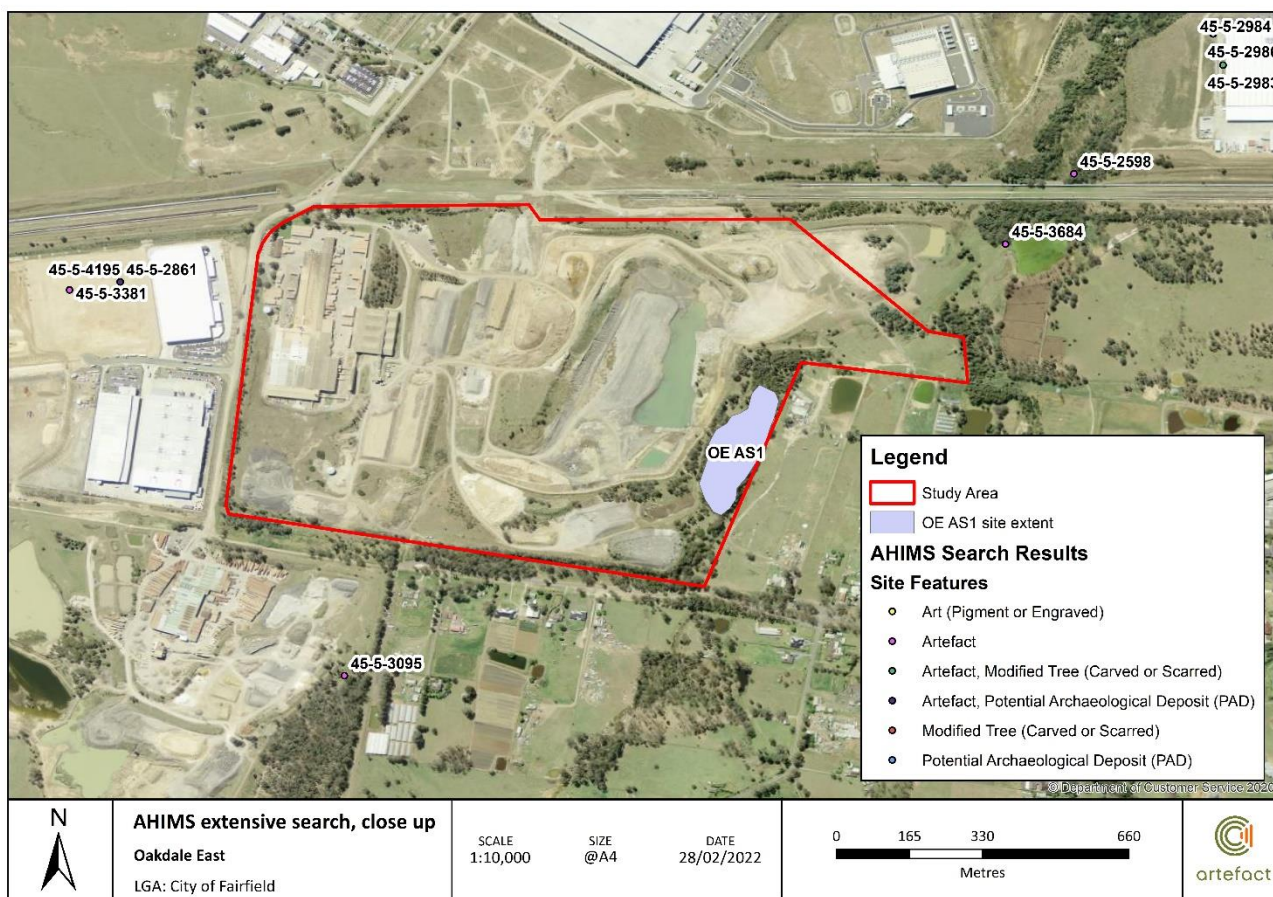 45-5-2984
45-5-2980
45-5-2983
45-5-2598
45-5-3684
45-5-4195 45-5-2861
45-5-3381
OE AS1
45-5-3095
Legend
Study Area
OE AS1 site extent
AHIMS Search Results
Site Features
Art (Pigment or Engraved)
Artefact
Artefact, Modified Tree (Carved or Scarred)
Artefact, Potential Archaeological Deposit (PAD)
Modified Tree (Carved or Scarred)
Potential Archaeological Deposit (PAD)
© Department of Customer Service 2020
N
AHIMS extensive search, close up
Oakdale East
LGA: City of Fairfield
SCALE
1:10,000
SIZE
@A4
DATE
28/02/2022
0 165 330 660
Metres
artefact